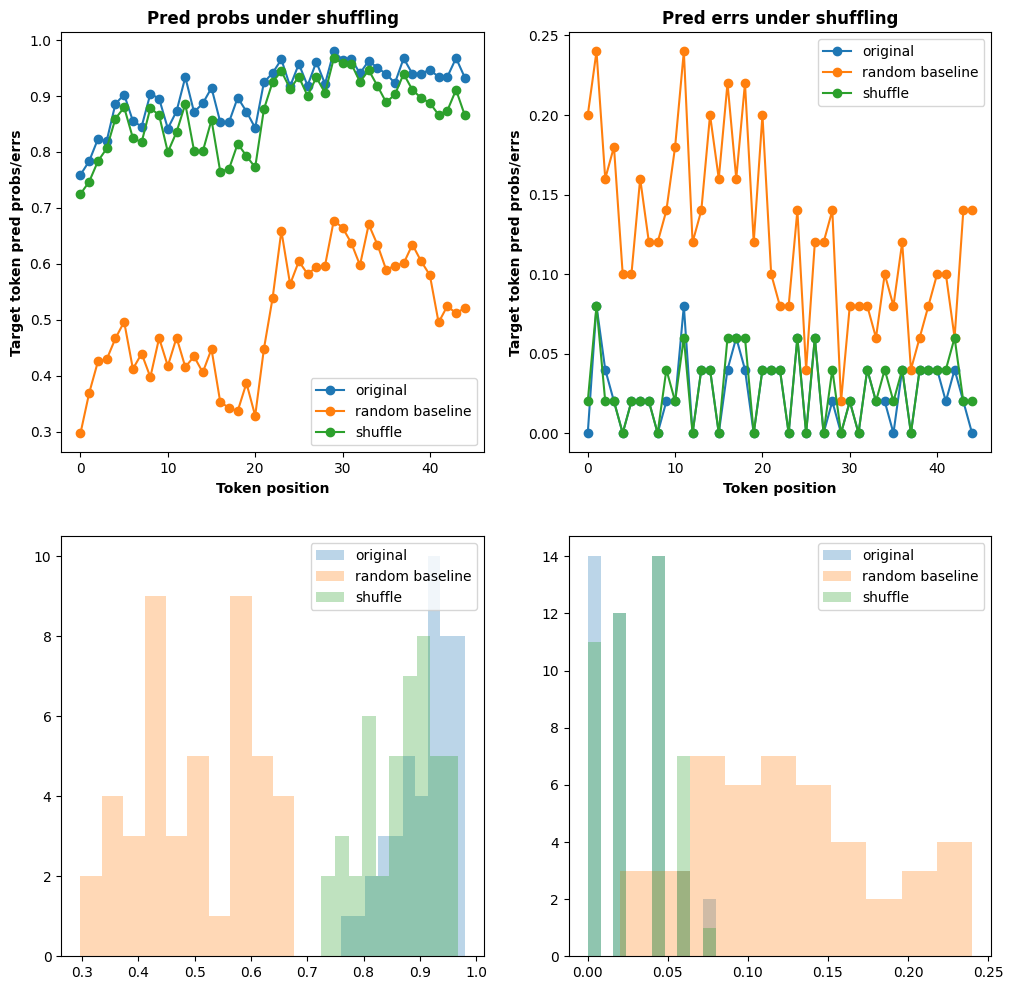 Pred probs under shuffling
Target token pred probs/errs
1.0
0.9
0.8
0.7
0.6
0.5
0.4
0.3
original
random baseline
shuffle
0 10 20 30 40
Token position
Pred errs under shuffling
Target token pred probs/errs
0.25
0.20
0.15
0.10
0.05
0.00
original
random baseline
shuffle
0 10 20 30 40
Token position
10
8
6
4
2
0
original
random baseline
shuffle
0.3 0.4 0.5 0.6 0.7 0.8 0.9 1.0
14
12
10
8
6
4
2
0
original
random baseline
shuffle
0.00 0.05 0.10 0.15 0.20 0.25